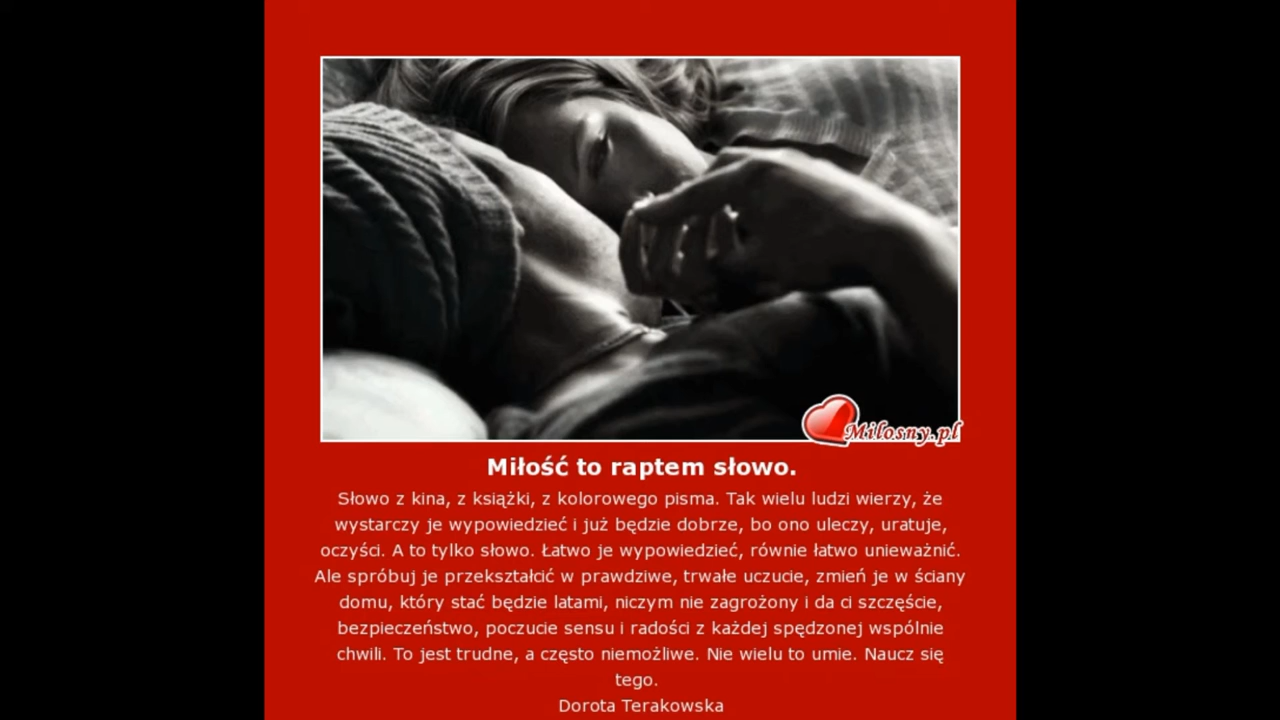 Milosny.pl
Miłość to raptem słowo.
Słowo z kina, z książki, z kolorowego pisma. Tak wielu ludzi wierzy, że
wystarczy je wypowiedzieć i już będzie dobrze, bo ono uleczy, uratuje,
oczyści. A to tylko słowo. Łatwo je wypowiedzieć, równie łatwo unieważnić.
Ale spróbuj je przekształcić w prawdziwe, trwałe uczucie, zmień je w ściany
domu, który stać będzie latami, niczym nie zagrożony i da ci szczęście,
bezpieczeństwo, poczucie sensu i radości z każdej spędzonej wspólnie
chwili. To jest trudne, a często niemożliwe. Nie wielu to umie. Naucz się
tego.
Dorota Terakowska